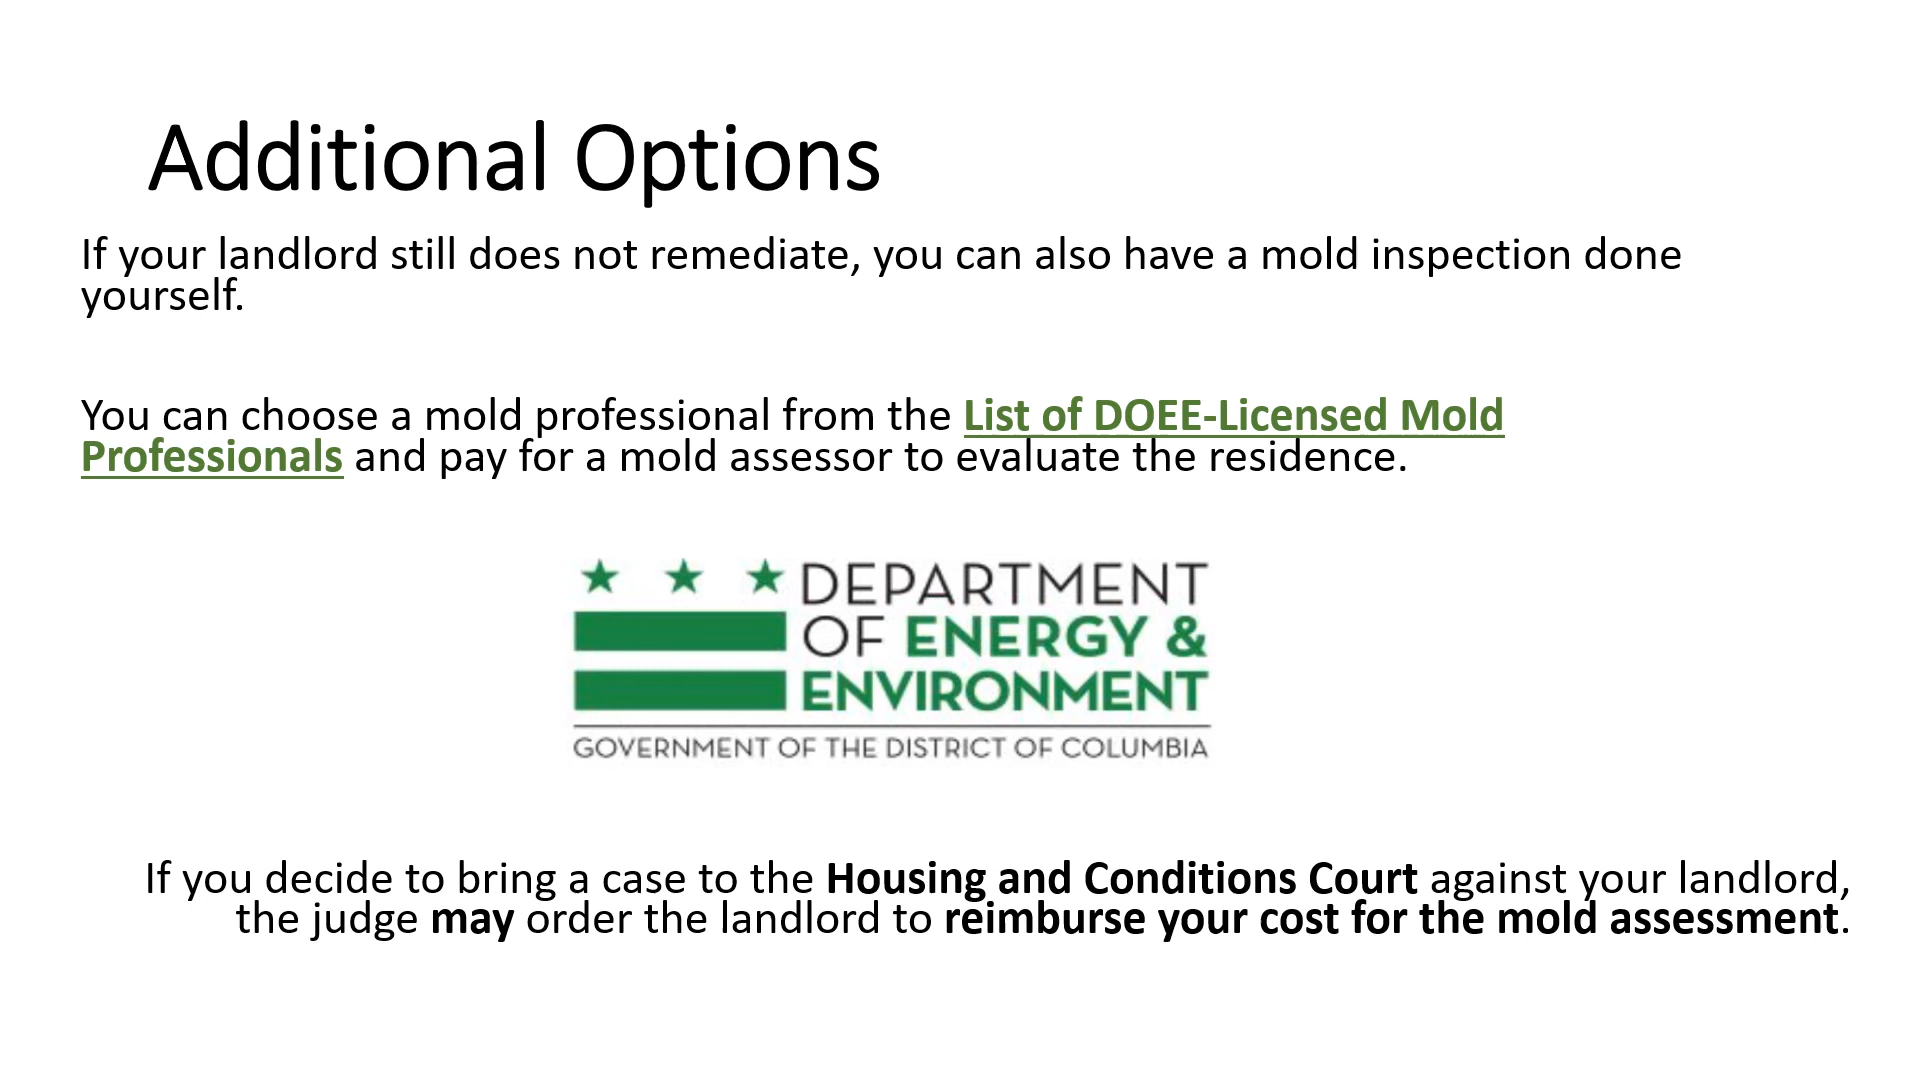 Additional Options
If your landlord still does not remediate, you can also have a mold inspection done
yourself.
You can choose a mold professional from the List of DOEE-Licensed Mold
Professionals and pay for a mold assessor to evaluate the residence.
DEPARTMENT
OF ENERGY &
ENVIRONMENT
GOVERNMENT OF THE DISTRICT OF COLUMBIA
If you decide to bring a case to the Housing and Conditions Court against your landlord,
the judge may order the landlord to reimburse your cost for the mold assessment.